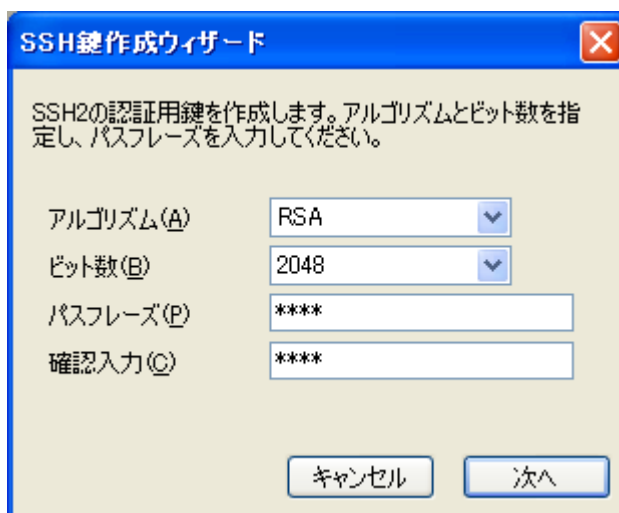 SSH鍵作成ウィザード
SSH2の認証用鍵を作成します。アルゴリズムとビット数を指
定し、パスフレーズを入力してください。
アルゴリズム(A) RSA
ビット数(B) 2048
パスフレーズ(P) ****
確認入力(C) ****
キャンセル 次へ